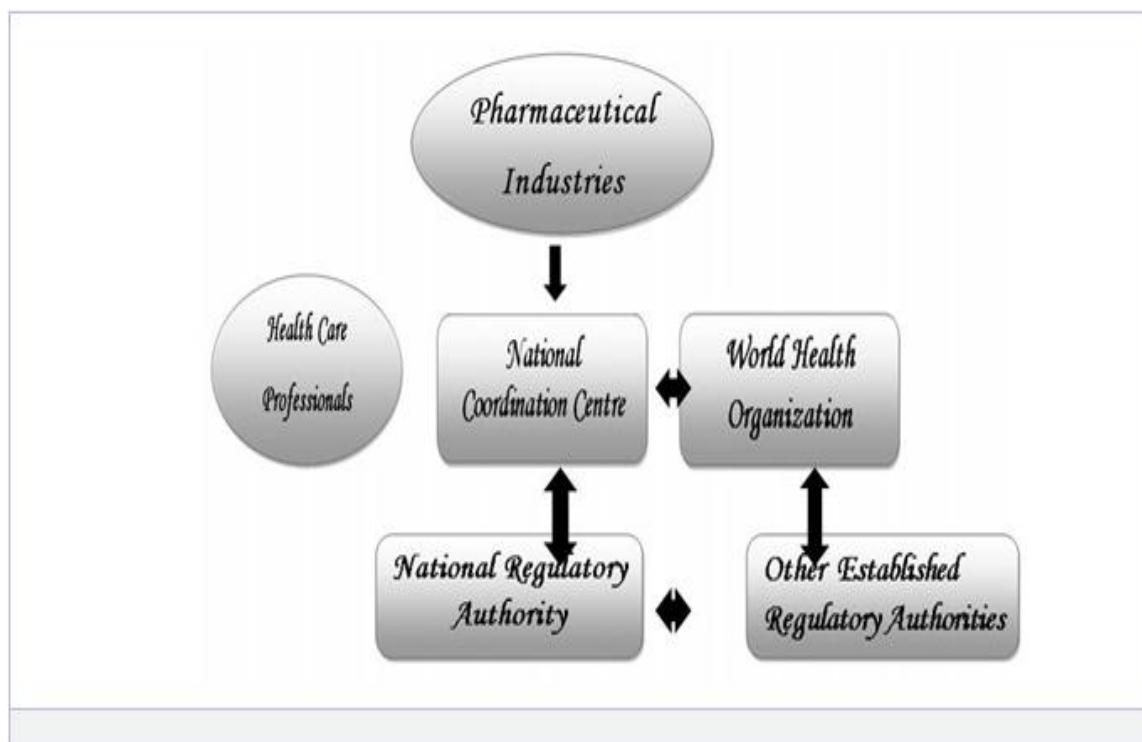 Pharmaceutical
Industries
Health Care
Professionals
National
Coordination Centre
World Health
Organization
National Regulatory
Authority
Other Established
Regulatory Authorities